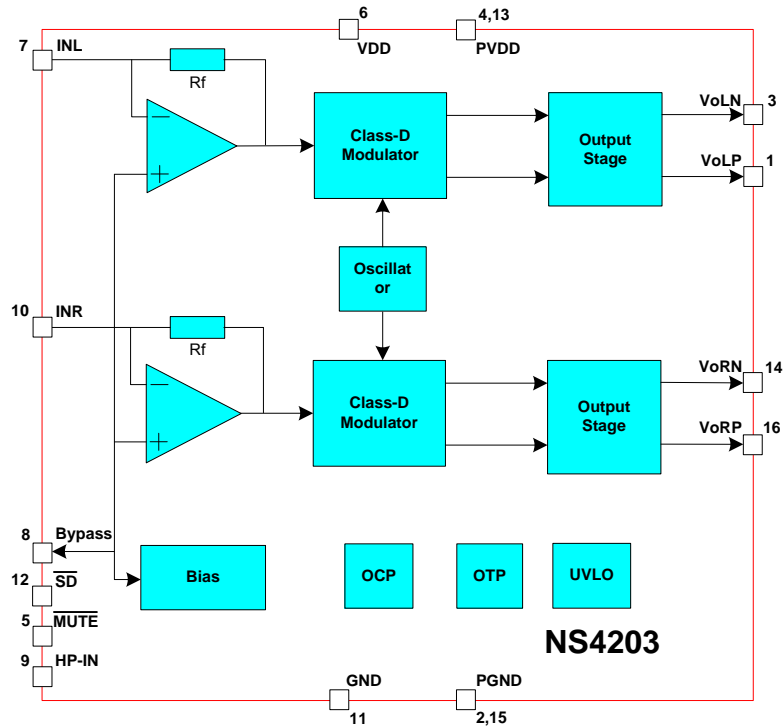 6
4,13
VDD
PVDD
7
INL
Rf
Class-D
Modulator
Output
Stage
VoLN
3
VoLP
1
Oscillat
or
10
INR
Rf
Class-D
Modulator
Output
Stage
VoRN
14
VoRP
16
8
Bypass
Bias
OCP
OTP
UVLO
12
SD
5
MUTE
9
HP-IN
NS4203
GND
11
PGND
2,15